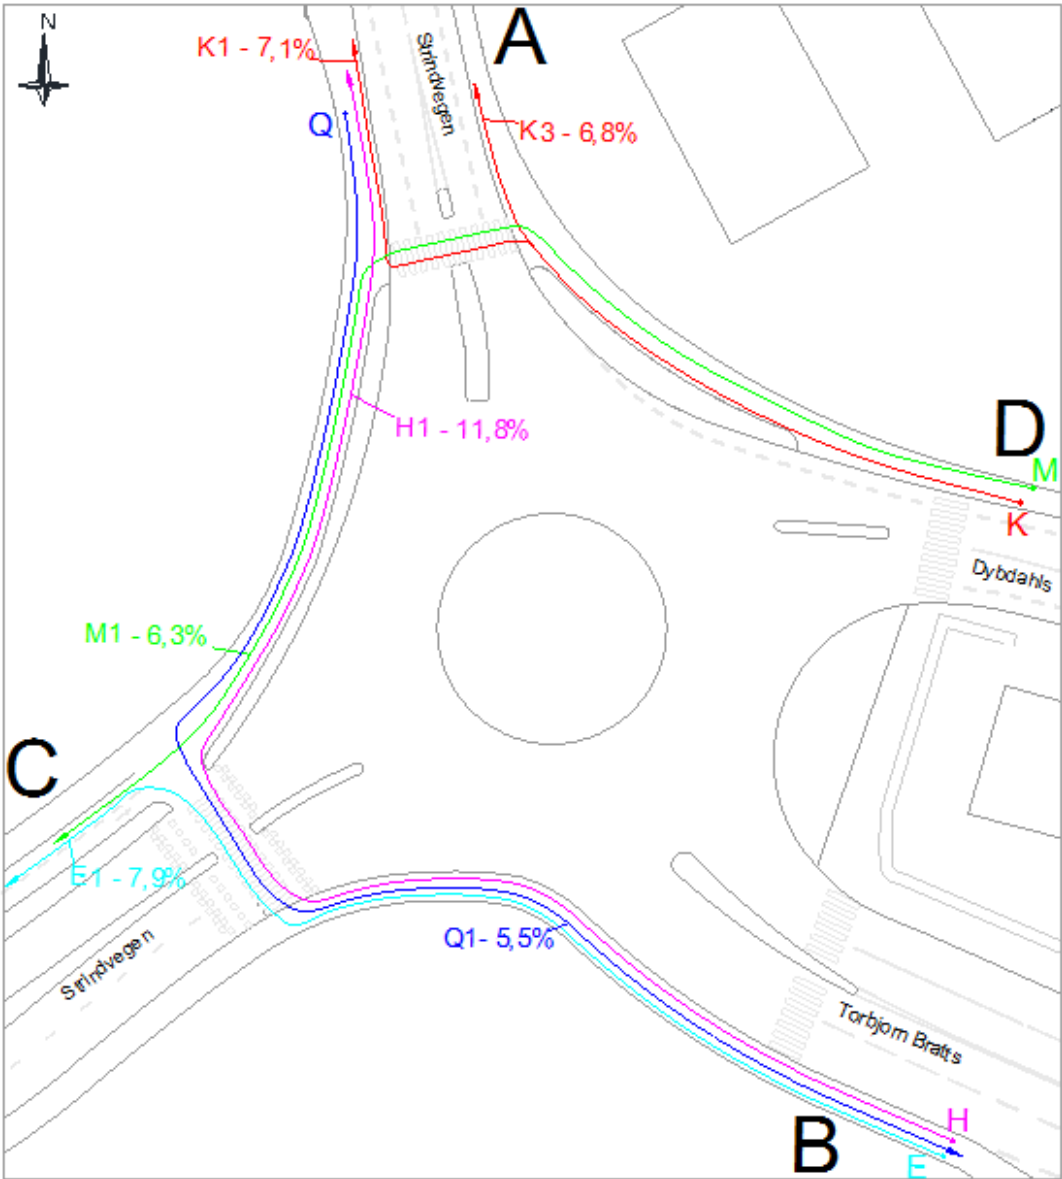 N
A
K1 - 7,1%
Strindvegen
Q
K3 - 6,8%
H1 - 11,8%
D
M
K
Dybdahls
M1 - 6,3%
C
E1 - 7,9%
Q1- 5,5%
Strindvegen
Torbjorn Bratts
H
B
E